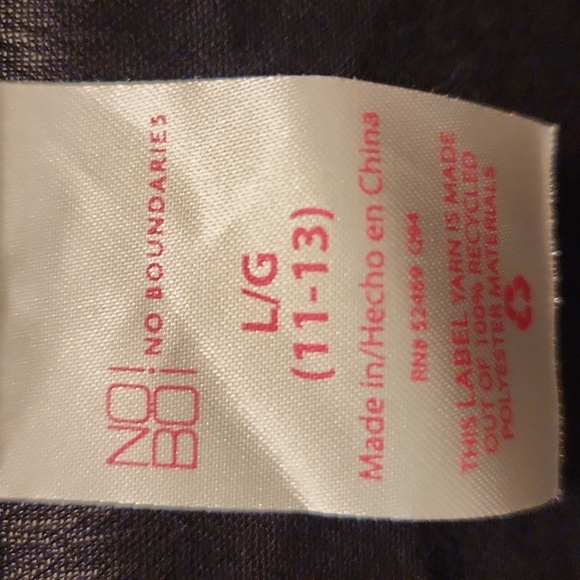 NO!
BO! NO BOUNDARIES
L/G
(11-13)
Made in/Hecho en China
RN# 52469 Q94
THIS LABEL YARN IS MADE
OUT OF 100% RECYCLED
POLYESTER MATERIALS